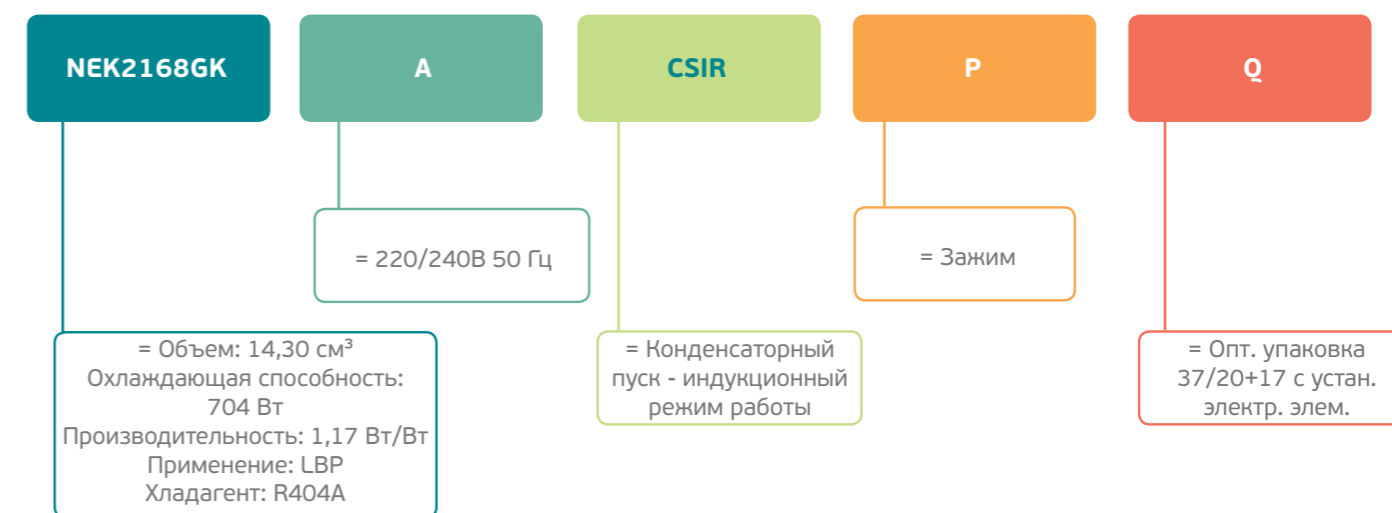 NEK2168GK
A
CSIR
P
Q
= 220/240В 50 Гц
= Зажим
= Объем: 14,30 см³
Охлаждающая способность:
704 Вт
Производительность: 1,17 Вт/Вт
Применение: LBP
Хладагент: R404A
= Конденсаторный
пуск - индукционный
режим работы
= Опт. упаковка
37/20+17 с устан.
электр. элем.